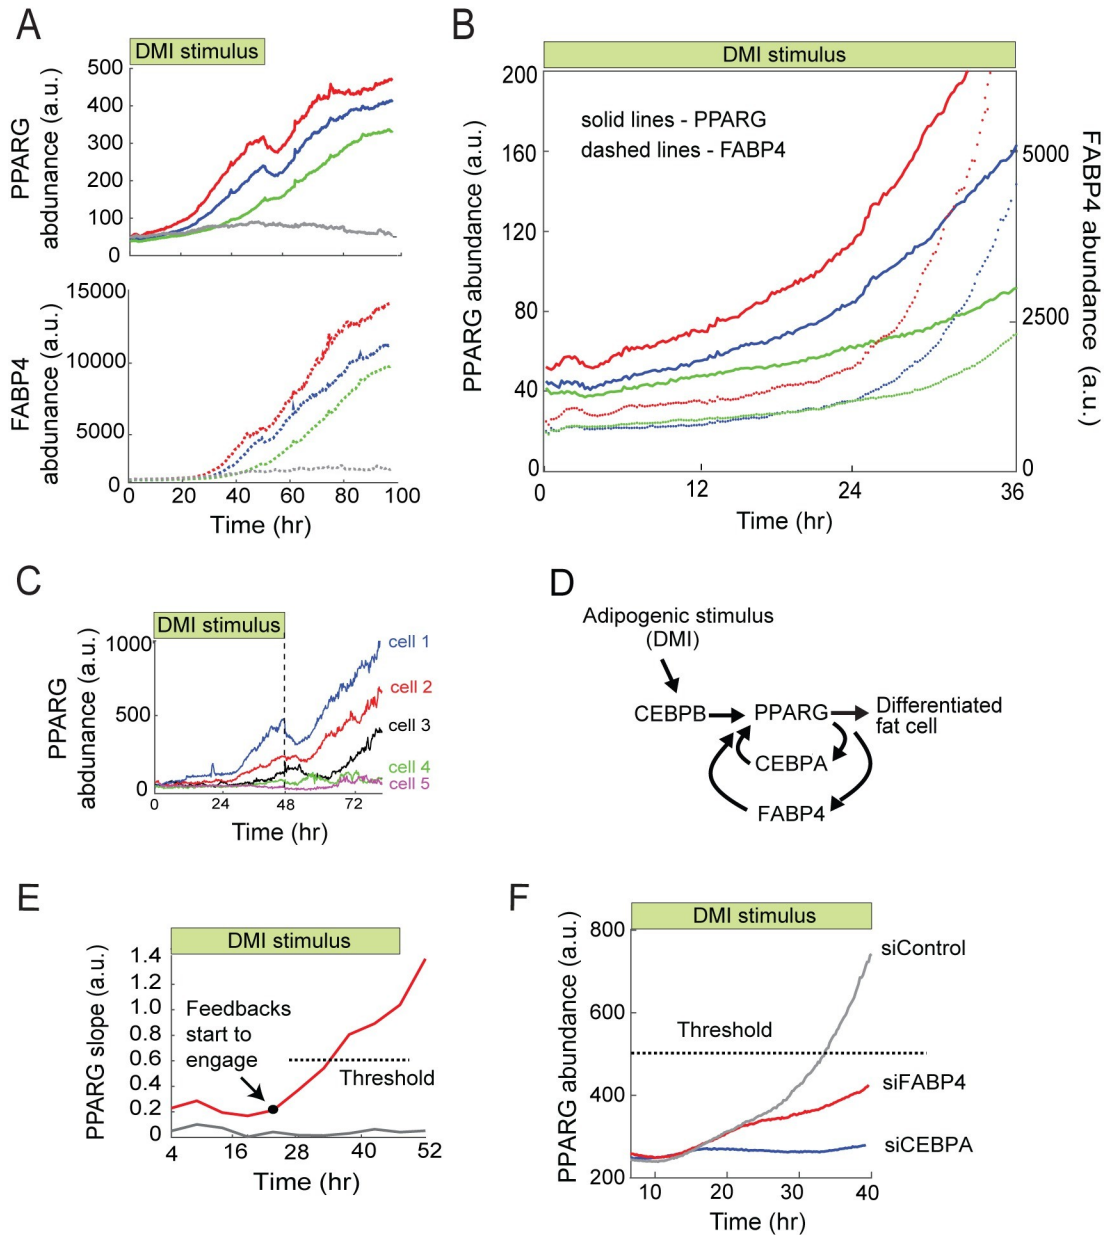 A
DMI stimulus
PPARG
abdunance (a.u.)
500
400
300
200
100
0
FABP4
abdunance (a.u.)
15000
10000
5000
0
0 20 40 60 80 100
Time (hr)
B
DMI stimulus
solid lines - PPARG
dashed lines - FABP4
PPARG abundance (a.u.)
200
160
120
80
40
0
FABP4 abundance (a.u.)
5000
2500
0
0 12 24 36
Time (hr)
C
DMI stimulus
PPARG
abdunance (a.u.)
1000
500
0
cell 1
cell 2
cell 3
cell 4
cell 5
0 24 48 72
Time (hr)
D
Adipogenic stimulus
(DMI)
CEBPB
PPARG
Differentiated
fat cell
CEBPA
FABP4
E
DMI stimulus
PPARG slope (a.u.)
1.4
1.0
0.8
0.6
0.4
0.2
0
Feedbacks
start to
engage
Threshold
4 16 28 40 52
Time (hr)
F
DMI stimulus
PPARG abundance (a.u.)
800
600
400
200
Threshold
siControl
siFABP4
siCEBPA
10 20 30 40
Time (hr)